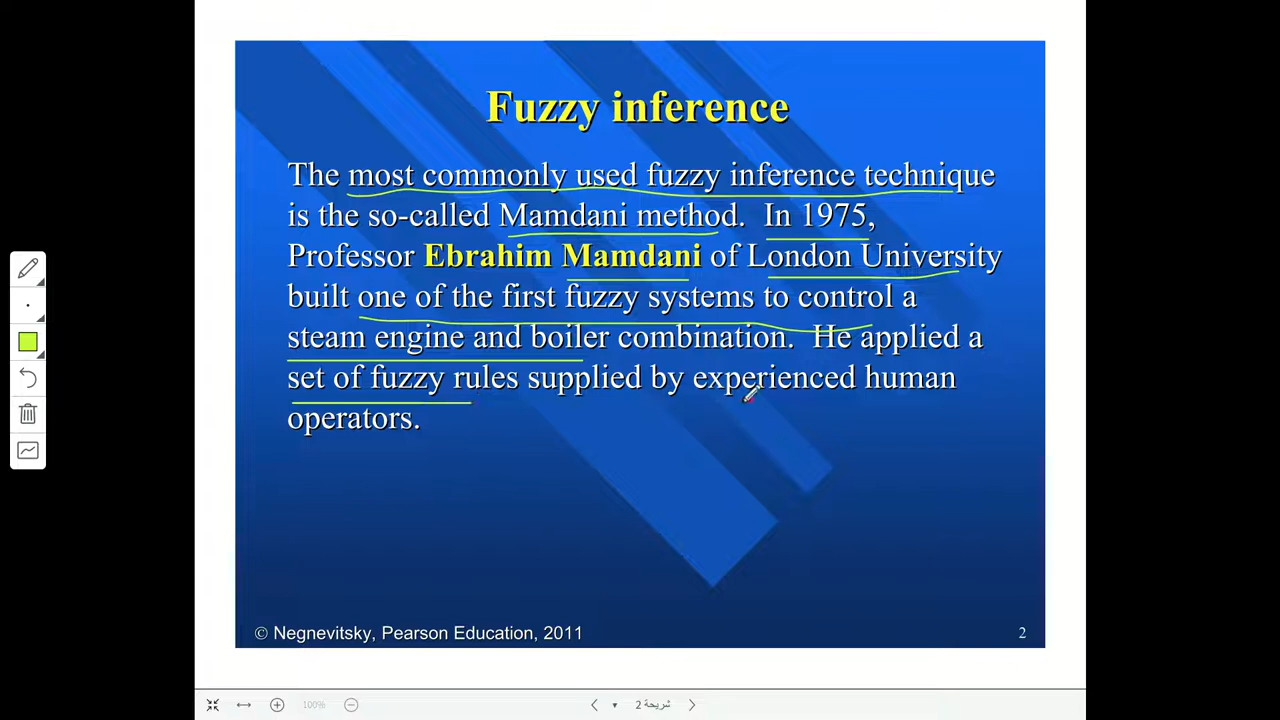 Fuzzy inference
The most commonly used fuzzy inference technique
is the so-called Mamdani method. In 1975,
Professor Ebrahim Mamdani of London University
built one of the first fuzzy systems to control a
steam engine and boiler combination. He applied a
set of fuzzy rules supplied by experienced human
operators.
© Negnevitsky, Pearson Education, 2011
2
100%
شريحة 2